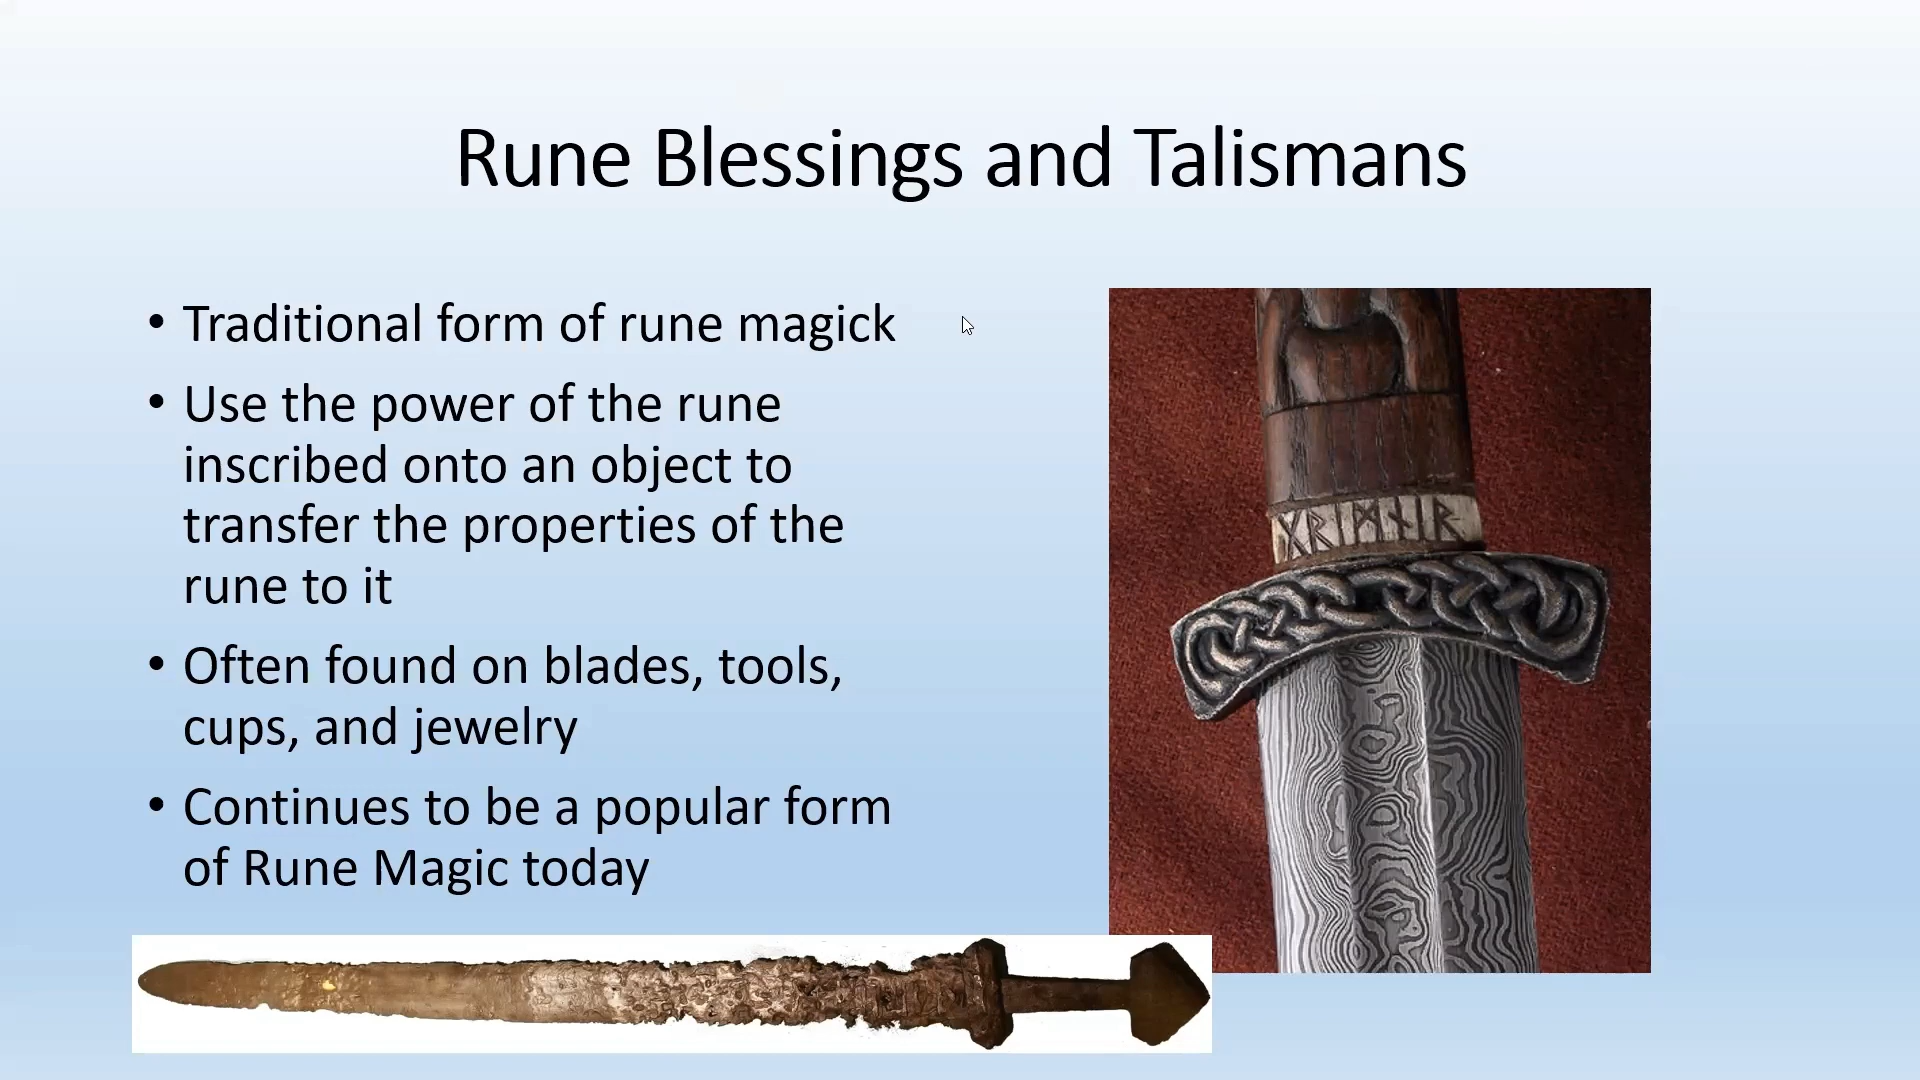 Rune Blessings and Talismans
• Traditional form of rune magick
• Use the power of the rune
inscribed onto an object to
transfer the properties of the
rune to it
• Often found on blades, tools,
cups, and jewelry
• Continues to be a popular form
of Rune Magic today
ᚷᚱᛁᛗᚾᛁᚱ